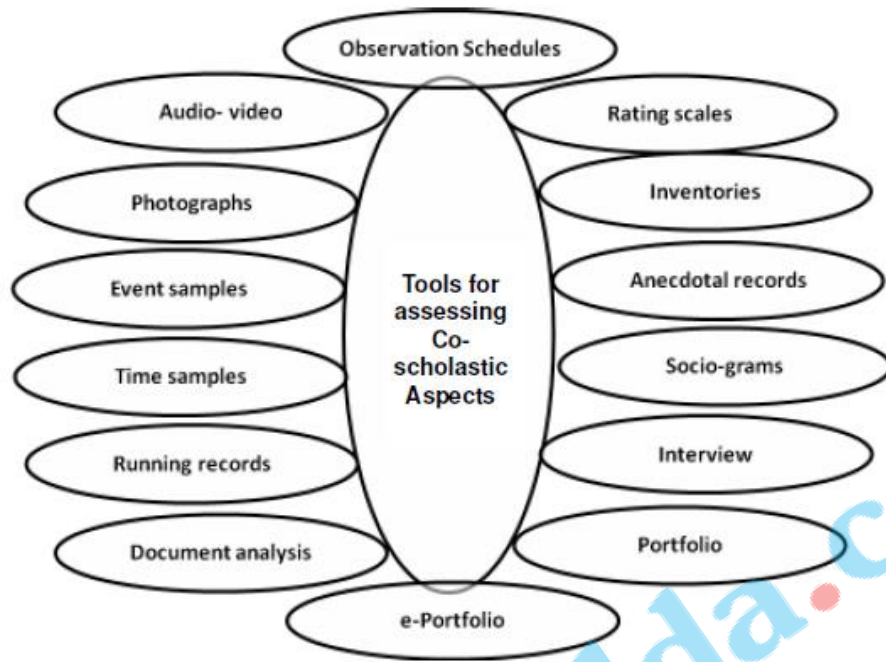 Observation Schedules
Audio- video
Rating scales
Photographs
Inventories
Event samples
Anecdotal records
Tools for
assessing
Co-
scholastic
Aspects
Time samples
Socio-grams
Running records
Interview
Document analysis
Portfolio
e-Portfolio
da.c